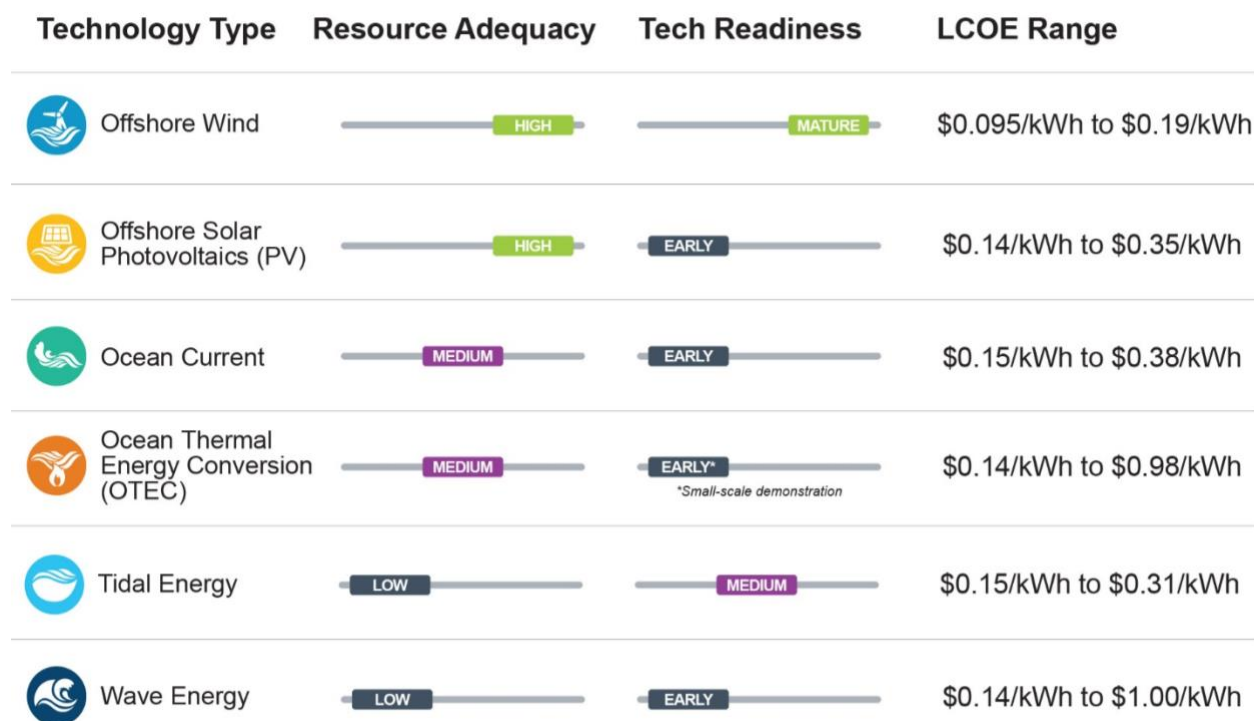 Technology Type Resource Adequacy Tech Readiness LCOE Range
Offshore Wind HIGH MATURE $0.095/kWh to $0.19/kWh
Offshore Solar
Photovoltaics (PV) HIGH EARLY $0.14/kWh to $0.35/kWh
Ocean Current MEDIUM EARLY $0.15/kWh to $0.38/kWh
Ocean Thermal
Energy Conversion MEDIUM EARLY* $0.14/kWh to $0.98/kWh
(OTEC) *Small-scale demonstration
Tidal Energy LOW MEDIUM $0.15/kWh to $0.31/kWh
Wave Energy LOW EARLY $0.14/kWh to $1.00/kWh